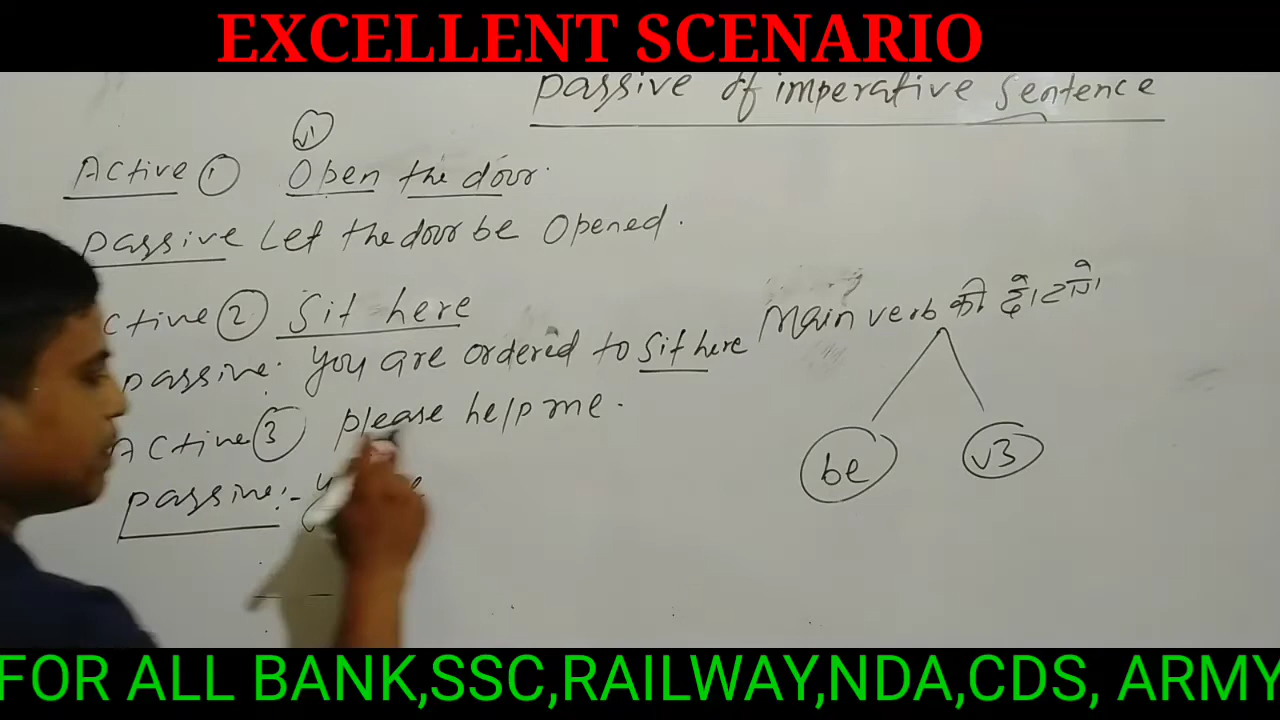 EXCELLENT SCENARIO
passive of imperative sentence
v1
Active ① Open the door.
passive Let the door be opened.
ctive ② Sit here
passive: you are ordered to sit here
Active ③ please help me.
passive:-
Main verb की
be v3
FOR ALL BANK,SSC,RAILWAY,NDA,CDS, ARMY